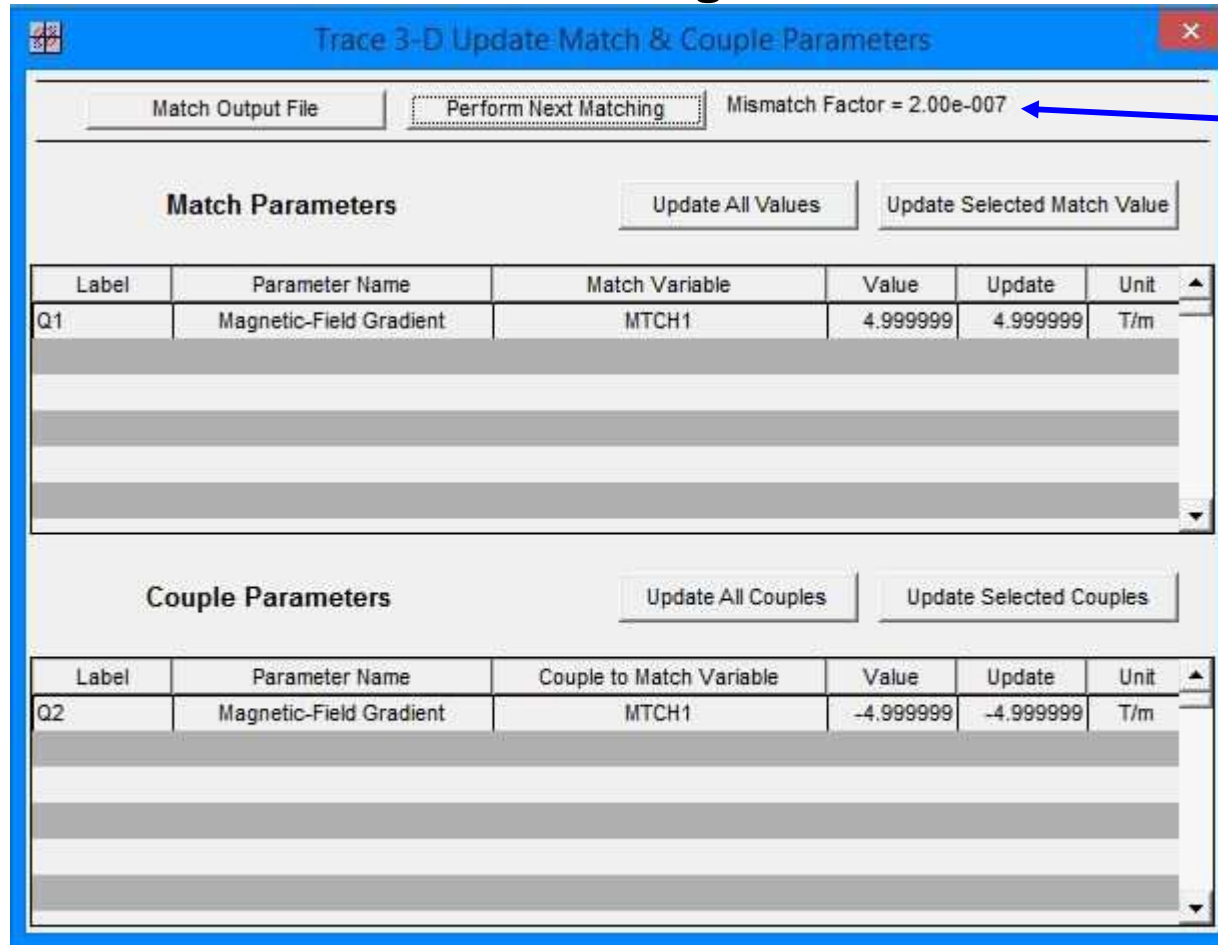 Trace 3-D Update Match & Couple Parameters
Match Output File Perform Next Matching Mismatch Factor = 2.00e-007
Match Parameters Update All Values Update Selected Match Value
Label Parameter Name Match Variable Value Update Unit
Q1 Magnetic-Field Gradient MTCH1 4.999999 4.999999 T/m
Couple Parameters Update All Couples Update Selected Couples
Label Parameter Name Couple to Match Variable Value Update Unit
Q2 Magnetic-Field Gradient MTCH1 -4.999999 -4.999999 T/m